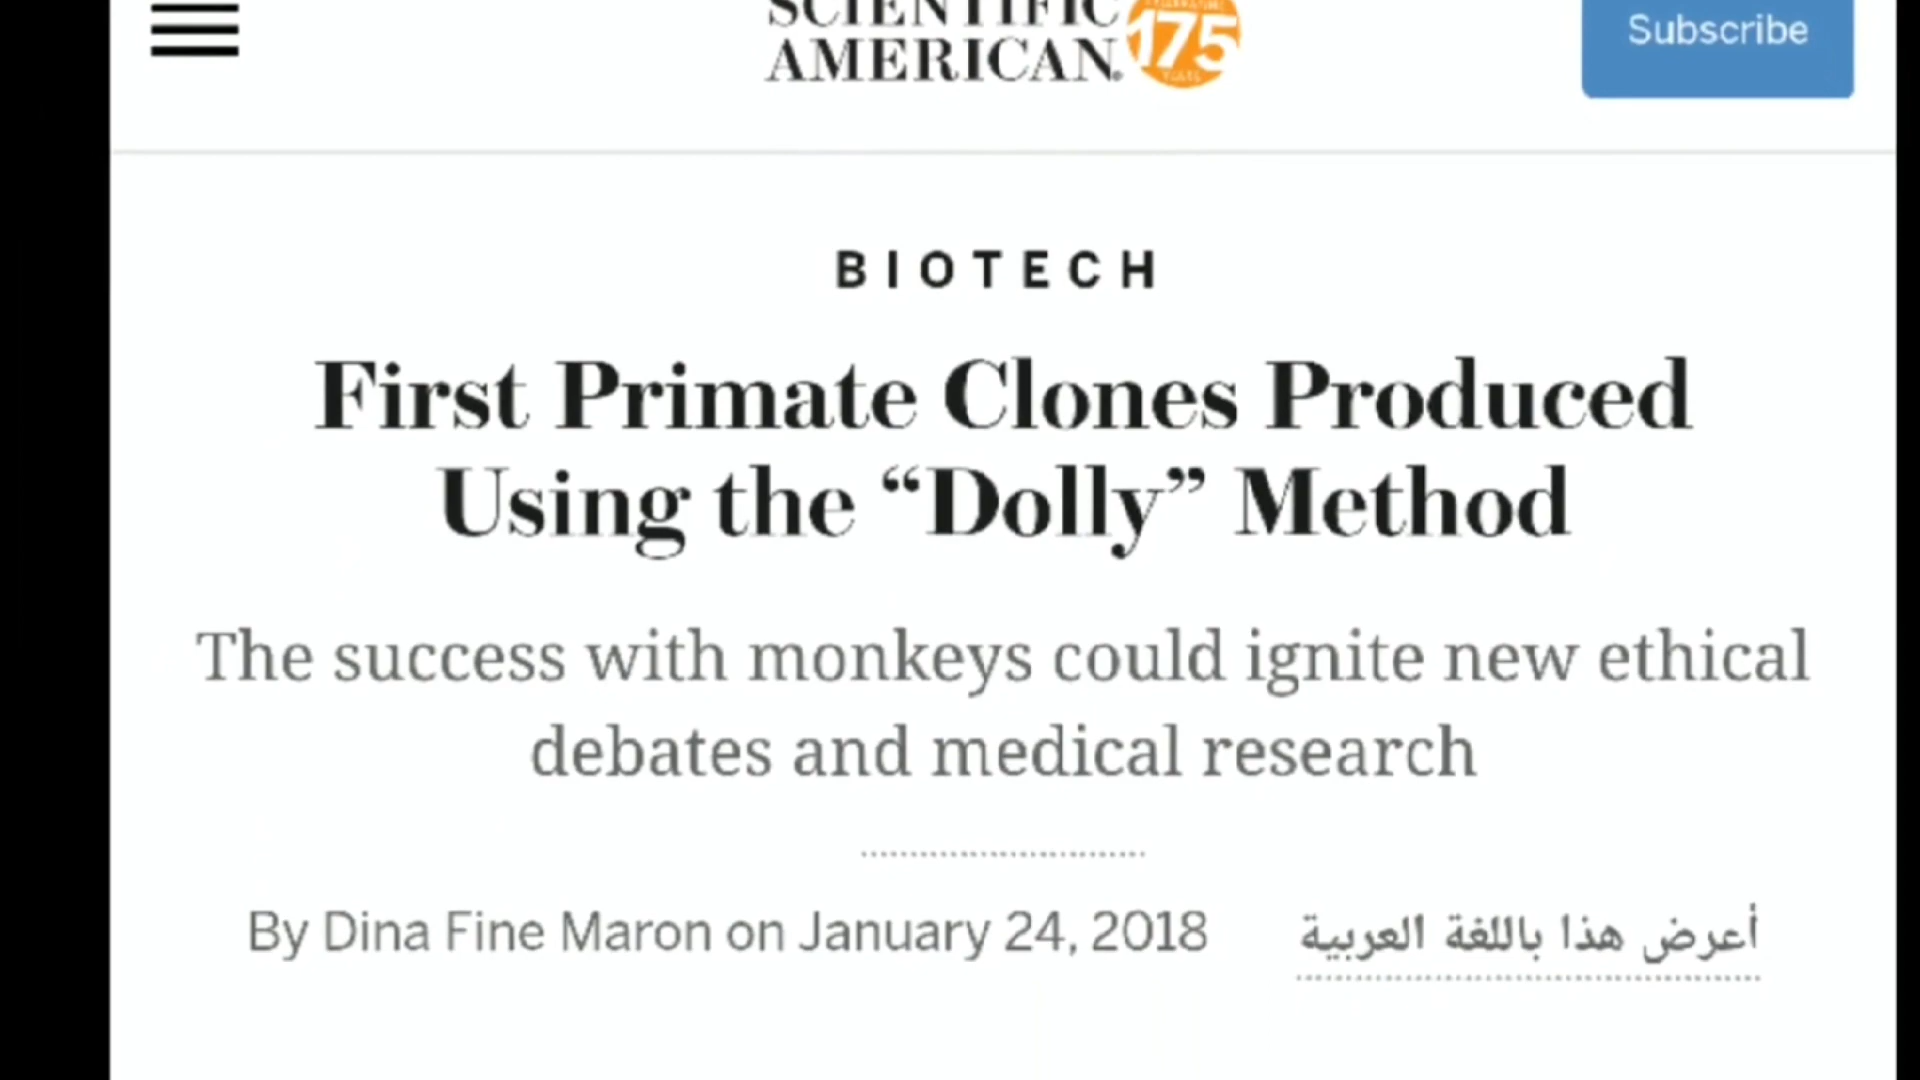 SCIENTIFIC
AMERICAN
175
YEARS
Subscribe
BIOTECH
First Primate Clones Produced
Using the “Dolly” Method
The success with monkeys could ignite new ethical
debates and medical research
By Dina Fine Maron on January 24, 2018
أعرض هذا باللغة العربية